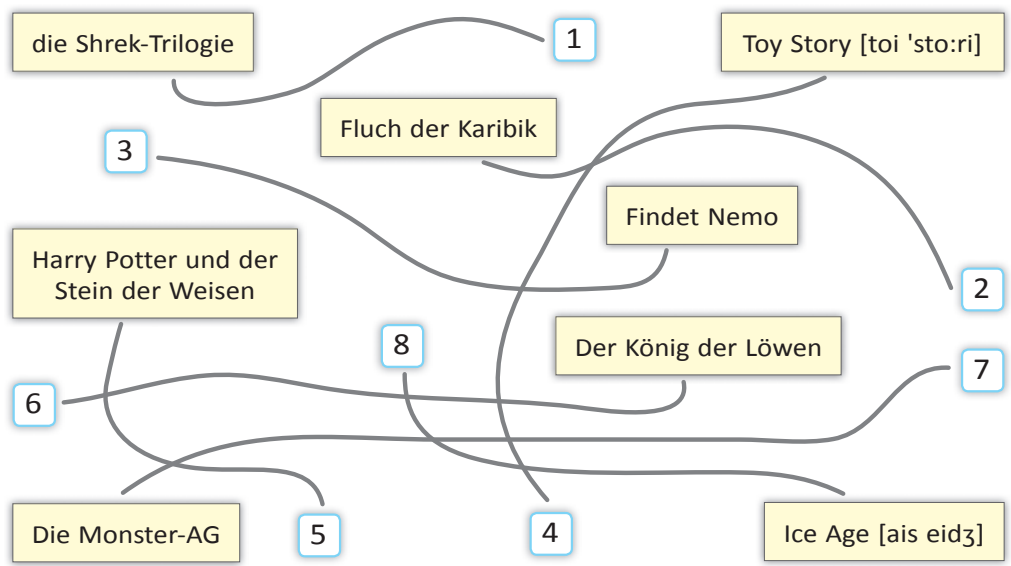 die Shrek-Trilogie
1
Toy Story [toi 'sto:ri]
Fluch der Karibik
3
Findet Nemo
Harry Potter und der
Stein der Weisen
2
8
Der König der Löwen
7
6
Die Monster-AG
5
4
Ice Age [ais eidʒ]